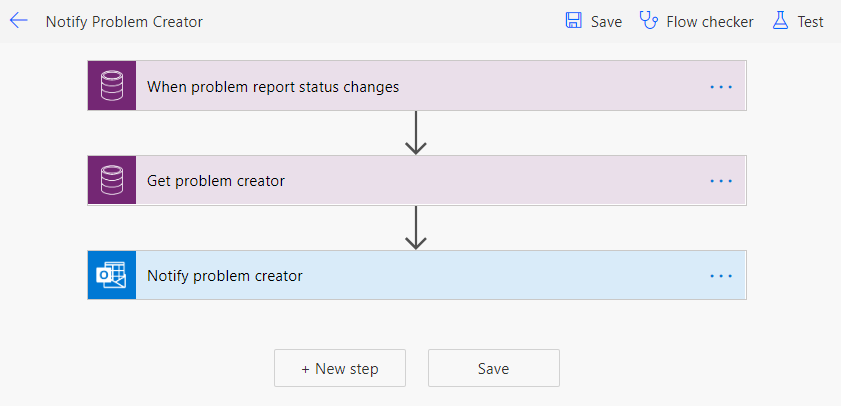 Notify Problem Creator
Save
Flow checker
Test
When problem report status changes
Get problem creator
Notify problem creator
+ New step
Save